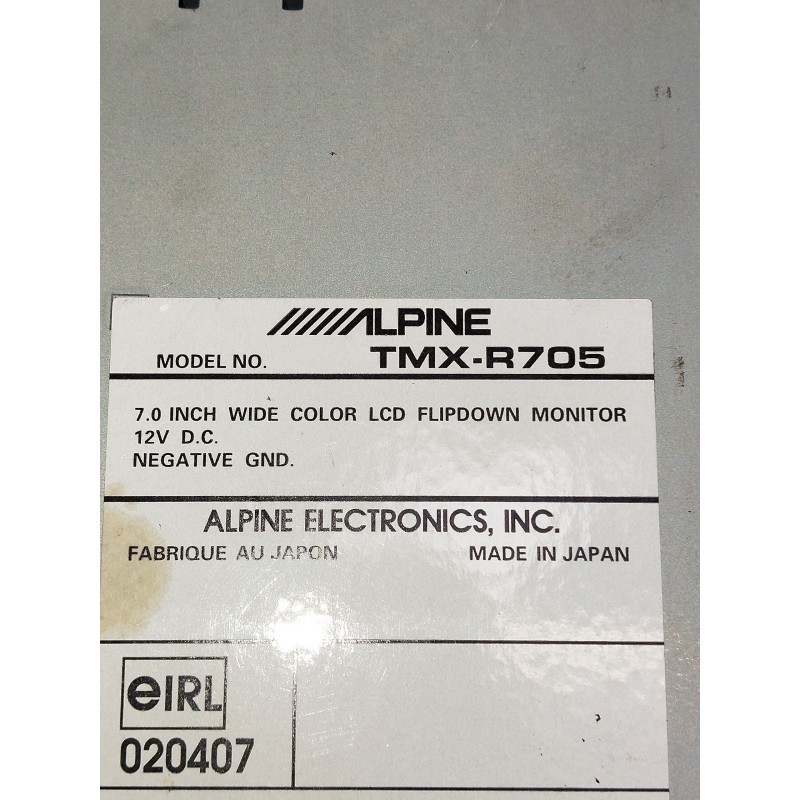 ALPINE
MODEL NO. TMX-R705
7.0 INCH WIDE COLOR LCD FLIPDOWN MONITOR
12V D.C.
NEGATIVE GND.
ALPINE ELECTRONICS, INC.
FABRIQUE AU JAPON MADE IN JAPAN
eIRL
020407